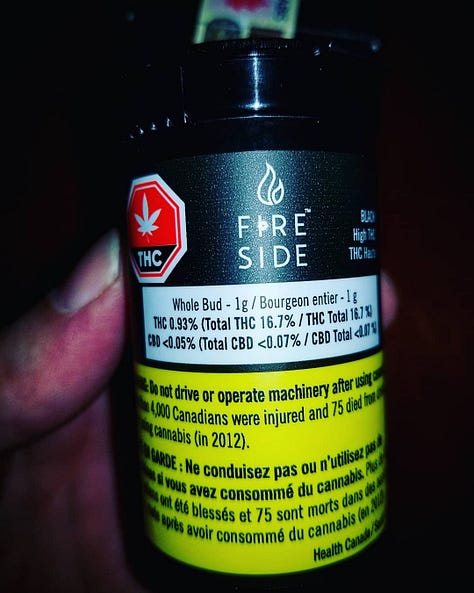 FIRE™
SIDE
BLACK
High THC
THC Haute
THC
Whole Bud - 1g / Bourgeon entier - 1 g
THC 0.93% (Total THC 16.7% / THC Total 16.7 %)
CBD <0.05% (Total CBD <0.07% / CBD Total <0.07 %)
Do not drive or operate machinery after using
4,000 Canadians were injured and 75 died from
cannabis (in 2012).
GARDE : Ne conduisez pas ou n'utilisez pas de
si vous avez consommé du cannabis. Plus de
ont été blessés et 75 sont morts dans des
après avoir consommé du cannabis (en
Health Canada /